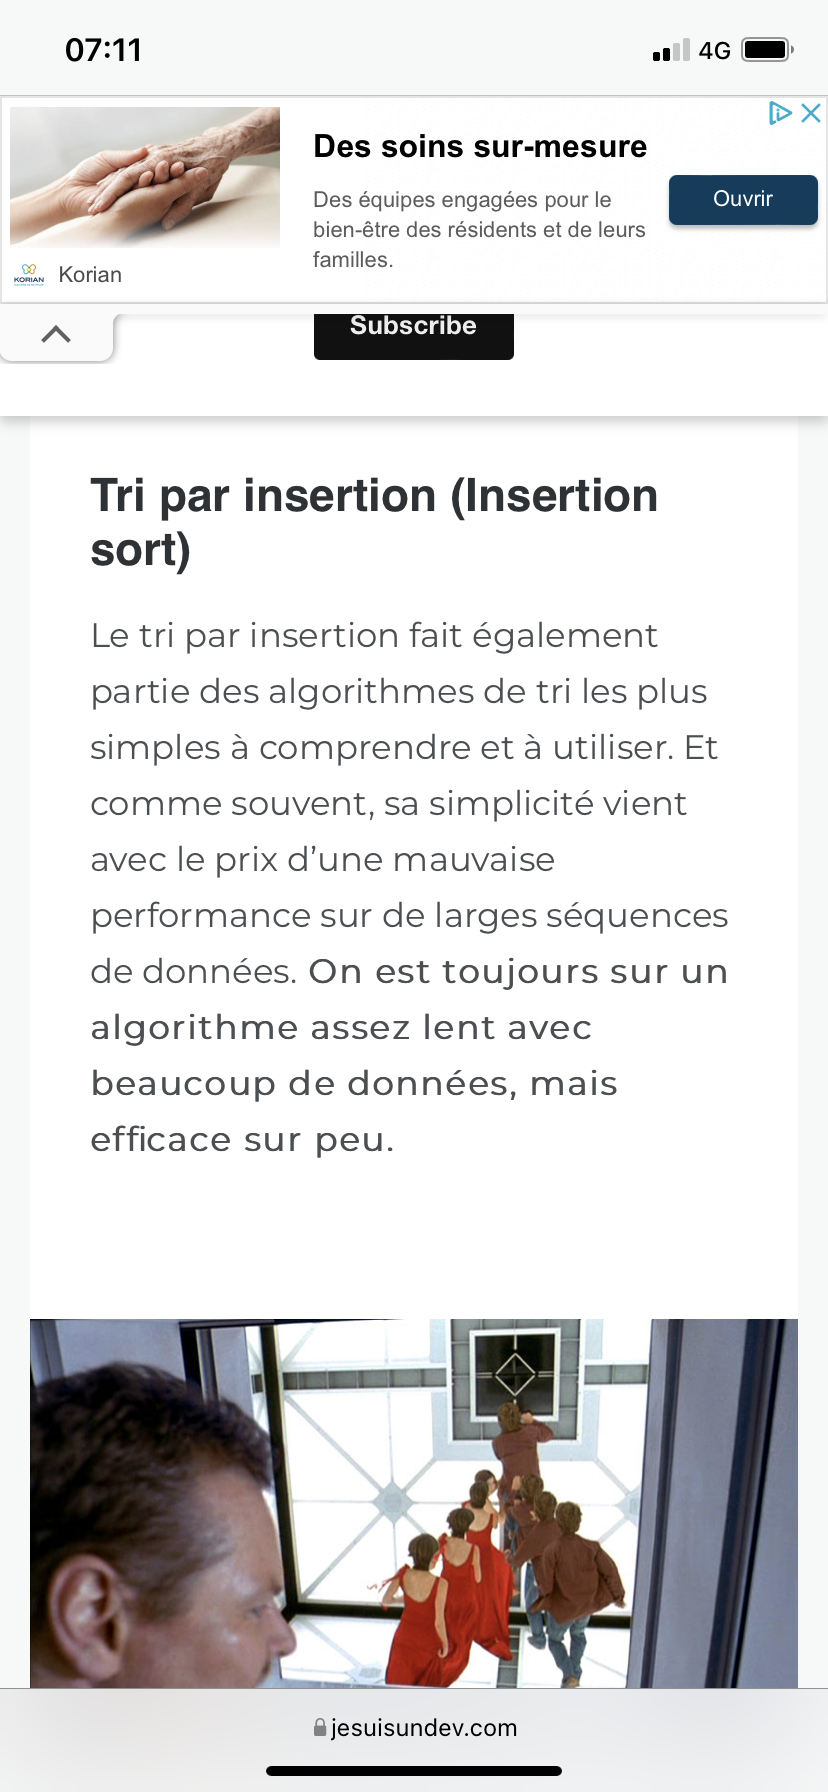 07:11
4G
Des soins sur-mesure
Des équipes engagées pour le
bien-être des résidents et de leurs
familles.
Ouvrir
KORIAN
Korian
Subscribe
Tri par insertion (Insertion
sort)
Le tri par insertion fait également
partie des algorithmes de tri les plus
simples à comprendre et à utiliser. Et
comme souvent, sa simplicité vient
avec le prix d’une mauvaise
performance sur de larges séquences
de données. On est toujours sur un
algorithme assez lent avec
beaucoup de données, mais
efficace sur peu.
jesuisundev.com